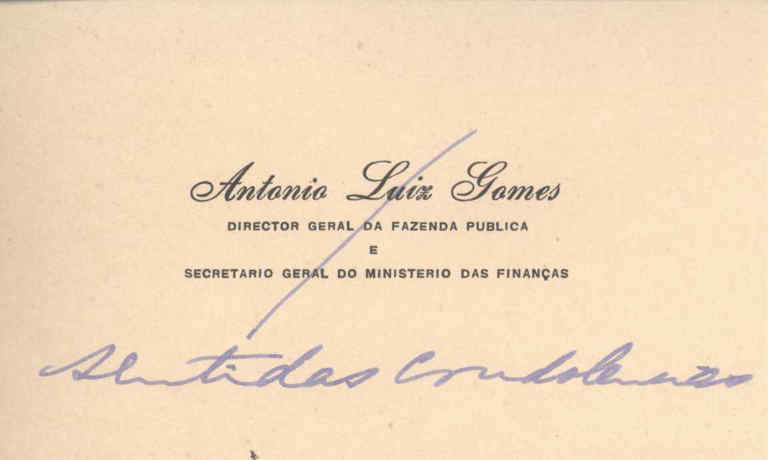 Antonio Luiz Gomes
DIRECTOR GERAL DA FAZENDA PUBLICA
E
SECRETARIO GERAL DO MINISTERIO DAS FINANÇAS
Sentidas condolencias